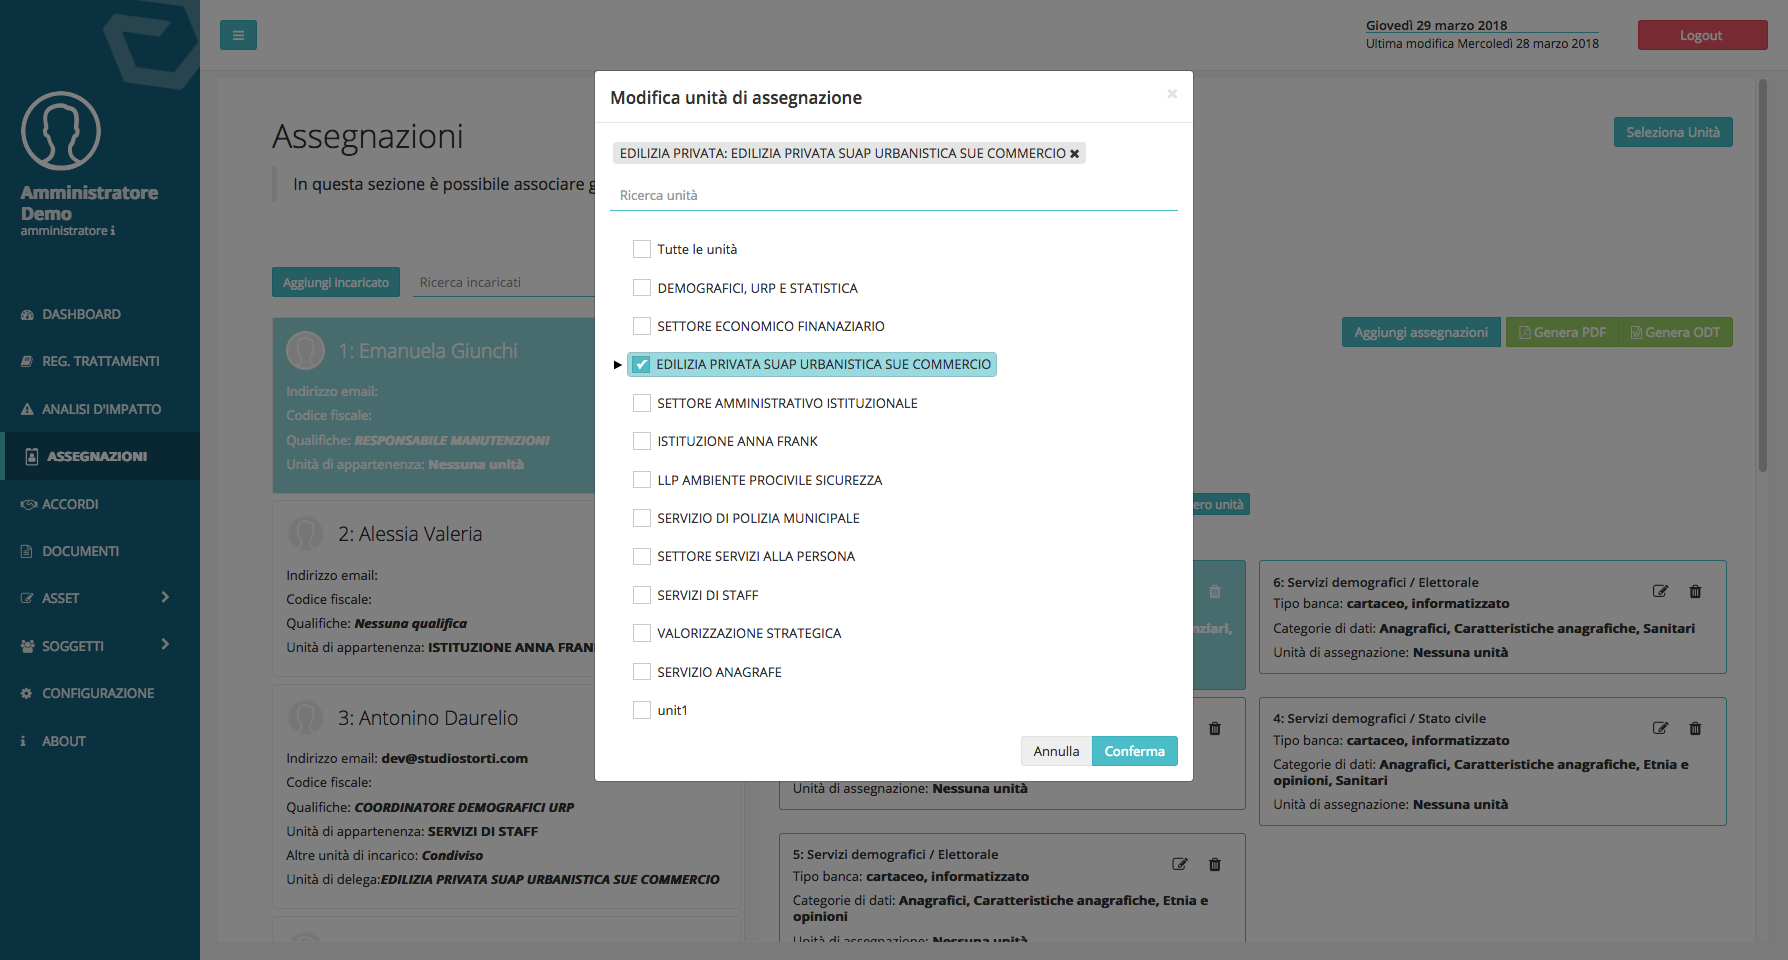 Giovedì 29 marzo 2018
Ultima modifica Mercoledì 28 marzo 2018
Logout
Amministratore
Demo
amministratore
DASHBOARD
REG. TRATTAMENTI
ANALISI D'IMPATTO
ASSEGNAZIONI
ACCORDI
DOCUMENTI
ASSET
SOGGETTI
CONFIGURAZIONE
ABOUT
Assegnazioni
Seleziona Unità
In questa sezione è possibile associare g
Aggiungi incaricato
Ricerca incaricati
Aggiungi assegnazioni
Genera PDF
Genera ODT
1: Emanuela Giunchi
Indirizzo email:
Codice fiscale:
Qualifiche: RESPONSABILE MANUTENZIONI
Unità di appartenenza: Nessuna unità
2: Alessia Valeria
Indirizzo email:
Codice fiscale:
Qualifiche: Nessuna qualifica
Unità di appartenenza: ISTITUZIONE ANNA FRAN
3: Antonino Daurelio
Indirizzo email: dev@studiostorti.com
Codice fiscale:
Qualifiche: COORDINATORE DEMOGRAFICI URP
Unità di appartenenza: SERVIZI DI STAFF
Altre unità di incarico: Condiviso
Unità di delega:EDILIZIA PRIVATA SUAP URBANISTICA SUE COMMERCIO
Modifica unità di assegnazione
EDILIZIA PRIVATA: EDILIZIA PRIVATA SUAP URBANISTICA SUE COMMERCIO
Ricerca unità
Tutte le unità
DEMOGRAFICI, URP E STATISTICA
SETTORE ECONOMICO FINANAZIARIO
EDILIZIA PRIVATA SUAP URBANISTICA SUE COMMERCIO
SETTORE AMMINISTRATIVO ISTITUZIONALE
ISTITUZIONE ANNA FRANK
LLP AMBIENTE PROCIVILE SICUREZZA
SERVIZIO DI POLIZIA MUNICIPALE
SETTORE SERVIZI ALLA PERSONA
SERVIZI DI STAFF
VALORIZZAZIONE STRATEGICA
SERVIZIO ANAGRAFE
unit1
Annulla
Conferma
ero unità
nziari,
Unità di assegnazione: Nessuna unità
5: Servizi demografici / Elettorale
Tipo banca: cartaceo, informatizzato
Categorie di dati: Anagrafici, Caratteristiche anagrafiche, Etnia e
opinioni
Unità di assegnazione: Nessuna unità
6: Servizi demografici / Elettorale
Tipo banca: cartaceo, informatizzato
Categorie di dati: Anagrafici, Caratteristiche anagrafiche, Sanitari
Unità di assegnazione: Nessuna unità
4: Servizi demografici / Stato civile
Tipo banca: cartaceo, informatizzato
Categorie di dati: Anagrafici, Caratteristiche anagrafiche, Etnia e
opinioni, Sanitari
Unità di assegnazione: Nessuna unità